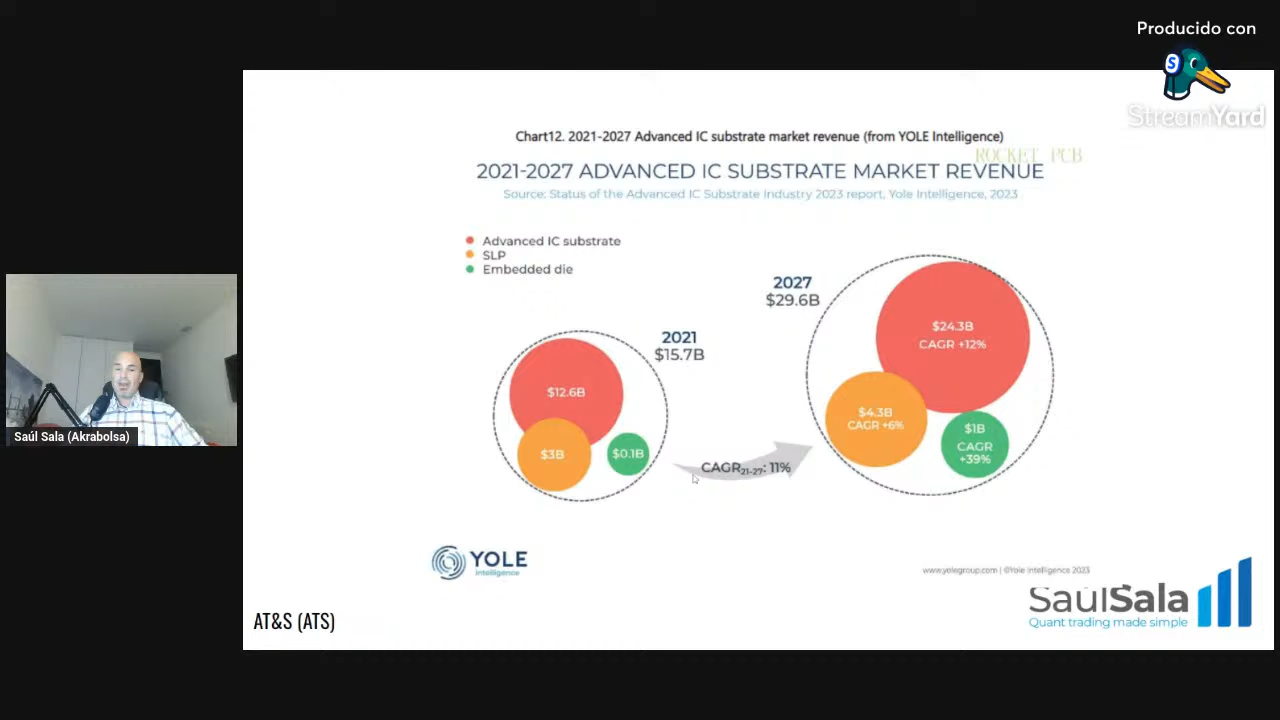 Producido con
S
StreamYard
Chart12. 2021-2027 Advanced IC substrate market revenue (from YOLE Intelligence)
ROCKET PCB
2021-2027 ADVANCED IC SUBSTRATE MARKET REVENUE
Source: Status of the Advanced IC Substrate Industry 2023 report, Yole Intelligence, 2023
Advanced IC substrate
SLP
Embedded die
2021
$15.7B
$12.6B
$3B
$0.1B
CAGR21-27: 11%
2027
$29.6B
$24.3B
CAGR +12%
$4.3B
CAGR +6%
$1B
CAGR
+39%
YOLE
Intelligence
www.yolegroup.com | ©Yole Intelligence 2023
AT&S (ATS)
SaúlSala
Quant trading made simple
Saúl Sala (Akrabolsa)